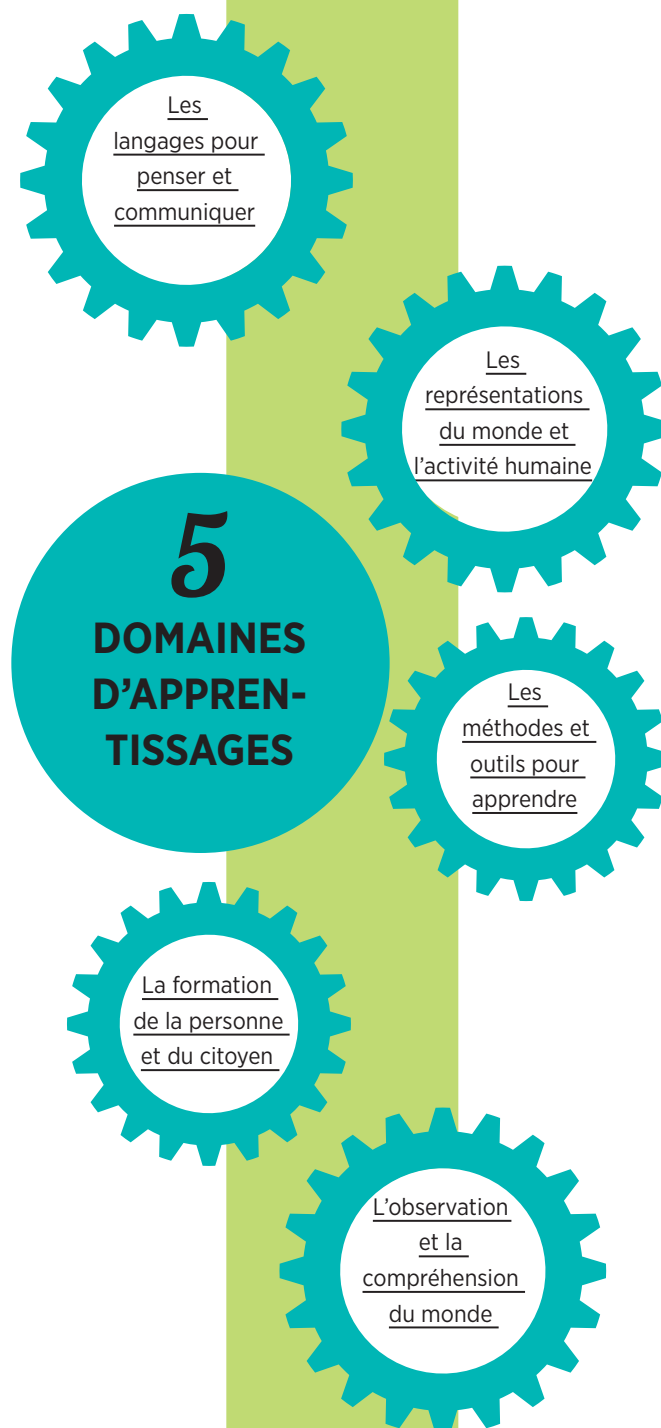 Les
langages pour
penser et
communiquer
Les
représentations
du monde et
l'activité humaine
5
DOMAINES
D'APPREN-
TISSAGES
Les
méthodes et
outils pour
apprendre
La formation
de la personne
et du citoyen
L'observation
et la
compréhension
du monde